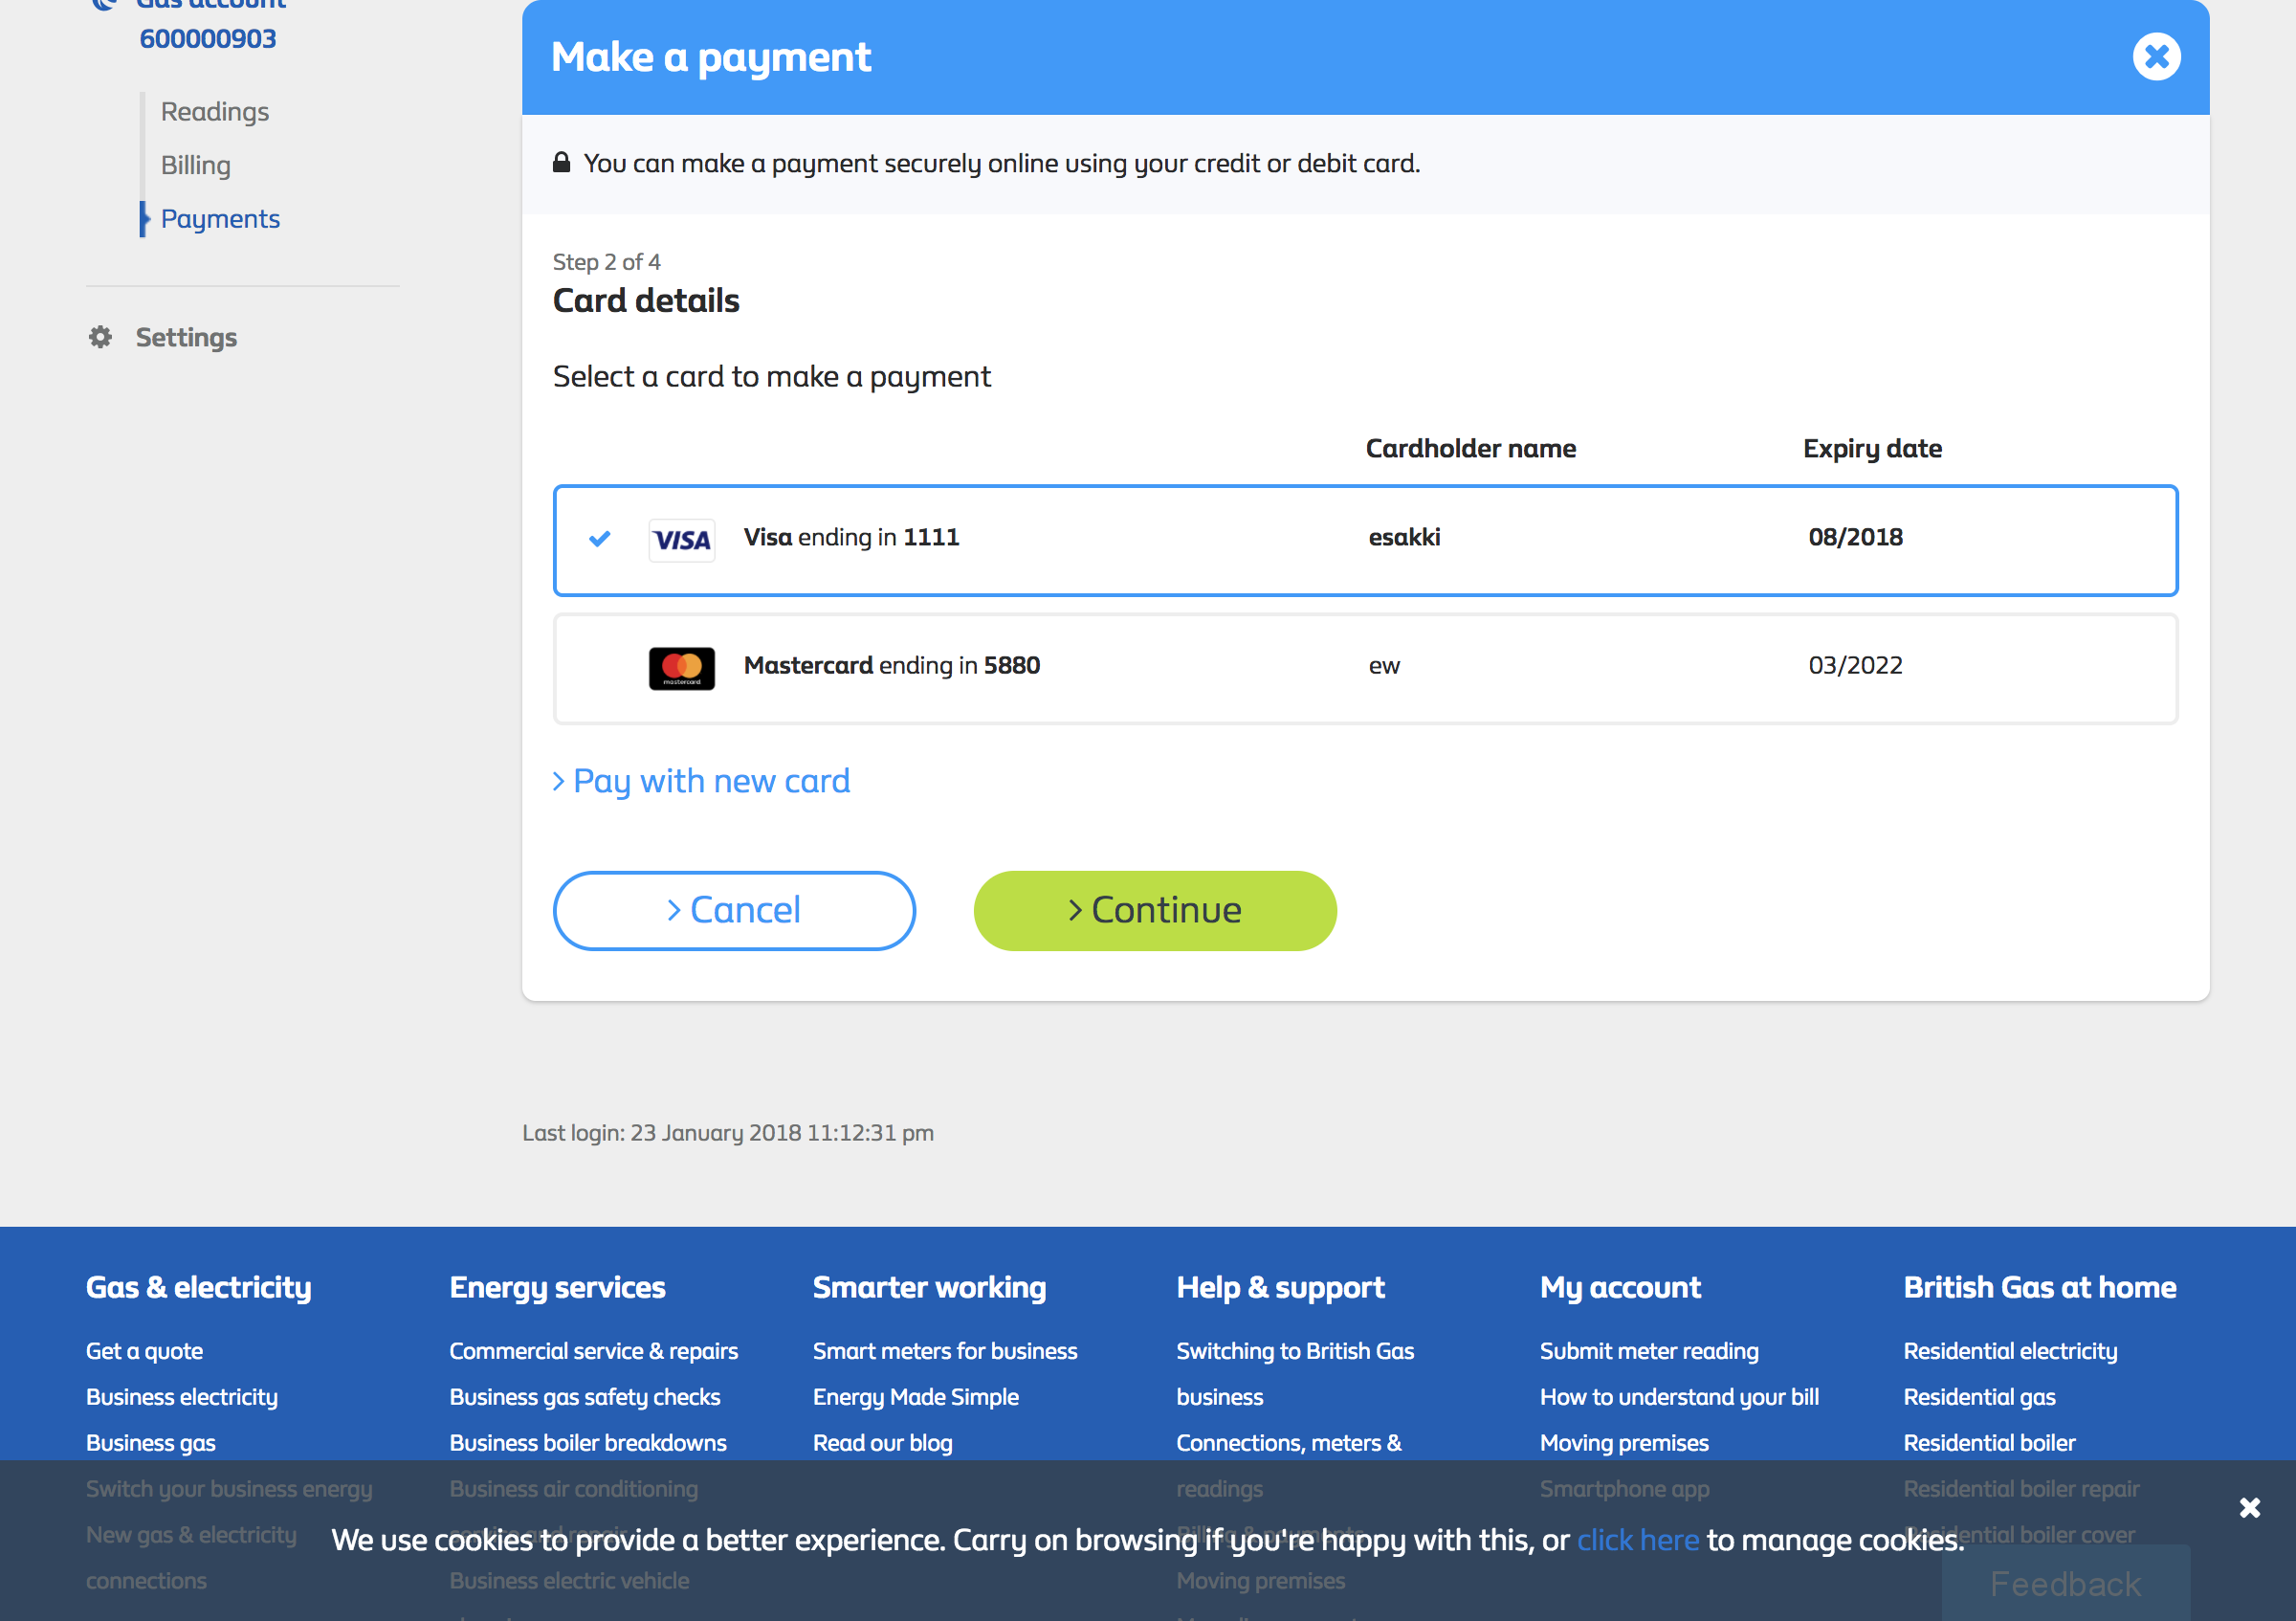 Gas account
600000903
Readings
Billing
Payments
Settings
Make a payment
You can make a payment securely online using your credit or debit card.
Step 2 of 4
Card details
Select a card to make a payment
Cardholder name Expiry date
VISA Visa ending in 1111 esakki 08/2018
mastercard Mastercard ending in 5880 ew 03/2022
Pay with new card
Cancel
Continue
Last login: 23 January 2018 11:12:31 pm
Gas & electricity
Get a quote
Business electricity
Business gas
Switch your business energy
New gas & electricity
connections
Energy services
Commercial service & repairs
Business gas safety checks
Business boiler breakdowns
Business air conditioning
service and repair
Business electric vehicle
Smarter working
Smart meters for business
Energy Made Simple
Read our blog
Help & support
Switching to British Gas
business
Connections, meters &
readings
Billing & payments
Moving premises
My account
Submit meter reading
How to understand your bill
Moving premises
Smartphone app
British Gas at home
Residential electricity
Residential gas
Residential boiler
Residential boiler repair
Residential boiler cover
We use cookies to provide a better experience. Carry on browsing if you're happy with this, or click here to manage cookies.
Feedback